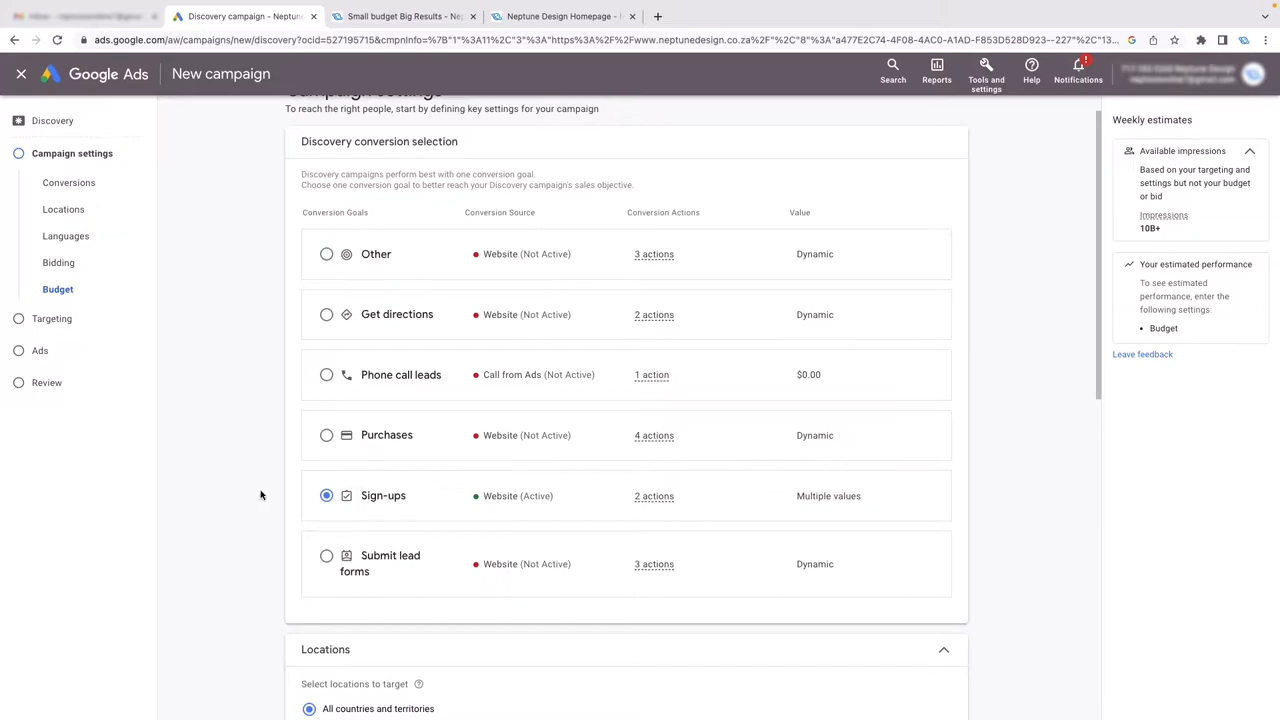 Discovery campaign - Neptune
Small budget Big Results - Ne
Neptune Design Homepage -
ads.google.com/aw/campaigns/new/discovery?ocid=527195715&cmpnInfo=%7B"1"%3A11%2C"3"%3A"https%3A%2F%2Fwww.neptunedesign.co.za%2F"%2C"8"%3A"a477E2C74-4F08-4AC0-A1AD-F853D528D923--227"%2C"13...
Google Ads
New campaign
Search
Reports
Tools and
settings
Help
Notifications
Discovery
Campaign settings
Conversions
Locations
Languages
Bidding
Budget
Targeting
Ads
Review
Campaign settings
To reach the right people, start by defining key settings for your campaign
Discovery conversion selection
Discovery campaigns perform best with one conversion goal.
Choose one conversion goal to better reach your Discovery campaign's sales objective.
Conversion Goals Conversion Source Conversion Actions Value
Other Website (Not Active) 3 actions Dynamic
Get directions Website (Not Active) 2 actions Dynamic
Phone call leads Call from Ads (Not Active) 1 action $0.00
Purchases Website (Not Active) 4 actions Dynamic
Sign-ups Website (Active) 2 actions Multiple values
Submit lead
forms Website (Not Active) 3 actions Dynamic
Locations
Select locations to target
All countries and territories
Weekly estimates
Available impressions
Based on your targeting and
settings but not your budget
or bid
Impressions
10B+
Your estimated performance
To see estimated
performance, enter the
following settings:
• Budget
Leave feedback